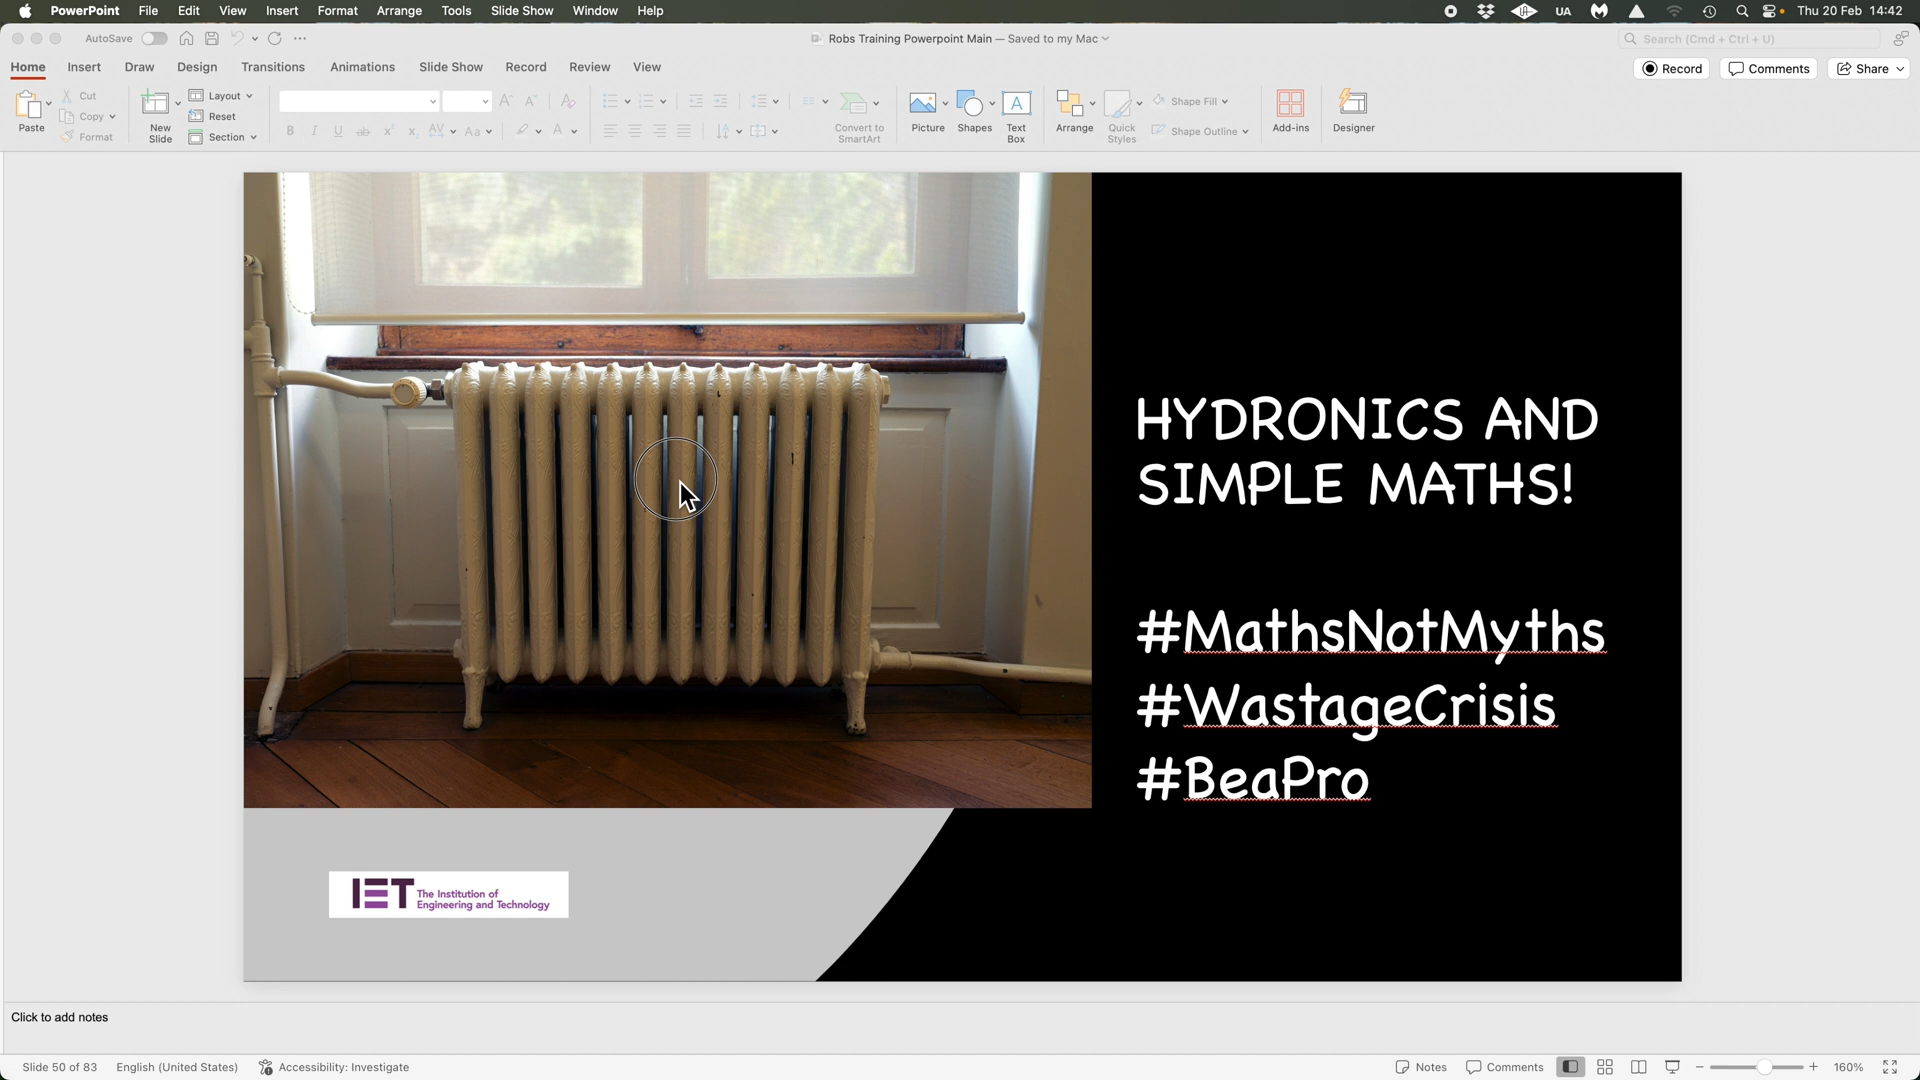 PowerPoint File Edit View Insert Format Arrange Tools Slide Show Window Help UA Thu 20 Feb 14:42
AutoSave Robs Training Powerpoint Main — Saved to my Mac Search (Cmd + Ctrl + U)
Home Insert Draw Design Transitions Animations Slide Show Record Review View Record Comments Share
Paste
Cut
Copy
Format
New
Slide
Layout
Reset
Section
B I U ab x x AV Aa A
Convert to
SmartArt
Picture
Shapes
Text
Box
Arrange
Quick
Styles
Shape Fill
Shape Outline
Add-ins
Designer
HYDRONICS AND
SIMPLE MATHS!
#MathsNotMyths
#WastageCrisis
#BeaPro
IET The Institution of
Engineering and Technology
Click to add notes
Slide 50 of 83 English (United States) Accessibility: Investigate Notes Comments 160%